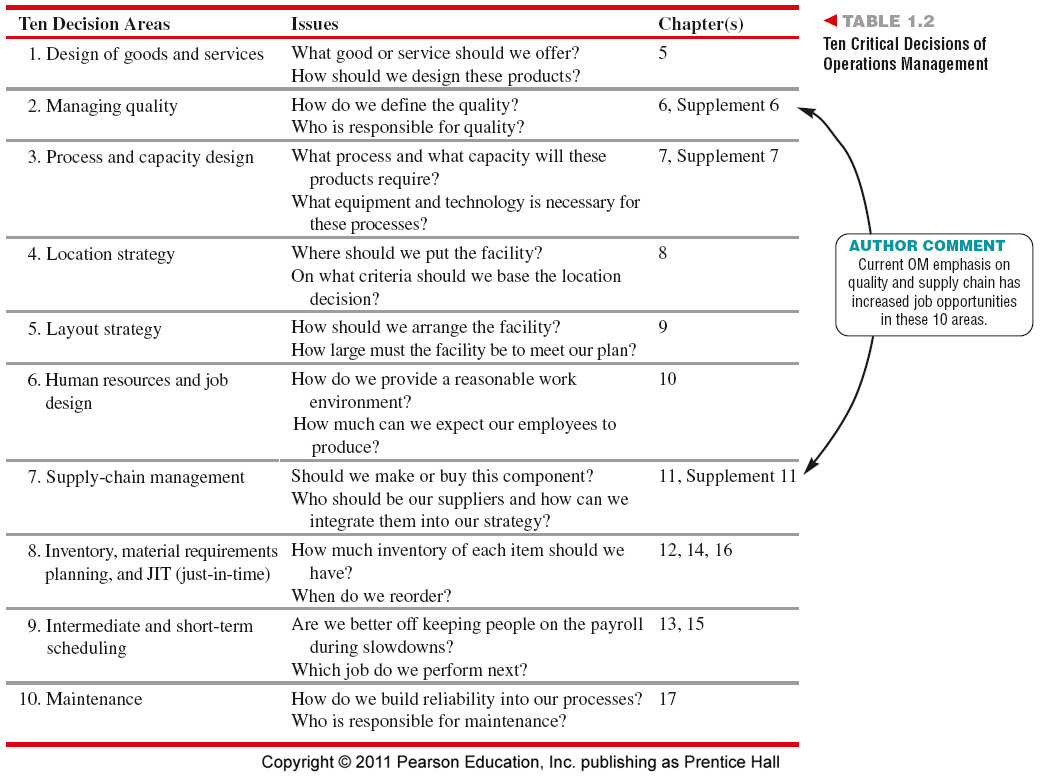 Ten Decision Areas Issues Chapter(s)
1. Design of goods and services What good or service should we offer? 5
How should we design these products?
2. Managing quality How do we define the quality? 6, Supplement 6
Who is responsible for quality?
3. Process and capacity design What process and what capacity will these 7, Supplement 7
products require?
What equipment and technology is necessary for
these processes?
4. Location strategy Where should we put the facility? 8
On what criteria should we base the location
decision?
5. Layout strategy How should we arrange the facility? 9
How large must the facility be to meet our plan?
6. Human resources and job How do we provide a reasonable work 10
design environment?
How much can we expect our employees to
produce?
7. Supply-chain management Should we make or buy this component? 11, Supplement 11
Who should be our suppliers and how can we
integrate them into our strategy?
8. Inventory, material requirements How much inventory of each item should we 12, 14, 16
planning, and JIT (just-in-time) have?
When do we reorder?
9. Intermediate and short-term Are we better off keeping people on the payroll 13, 15
scheduling during slowdowns?
Which job do we perform next?
10. Maintenance How do we build reliability into our processes? 17
Who is responsible for maintenance?
TABLE 1.2
Ten Critical Decisions of
Operations Management
AUTHOR COMMENT
Current OM emphasis on
quality and supply chain has
increased job opportunities
in these 10 areas.
Copyright © 2011 Pearson Education, Inc. publishing as Prentice Hall